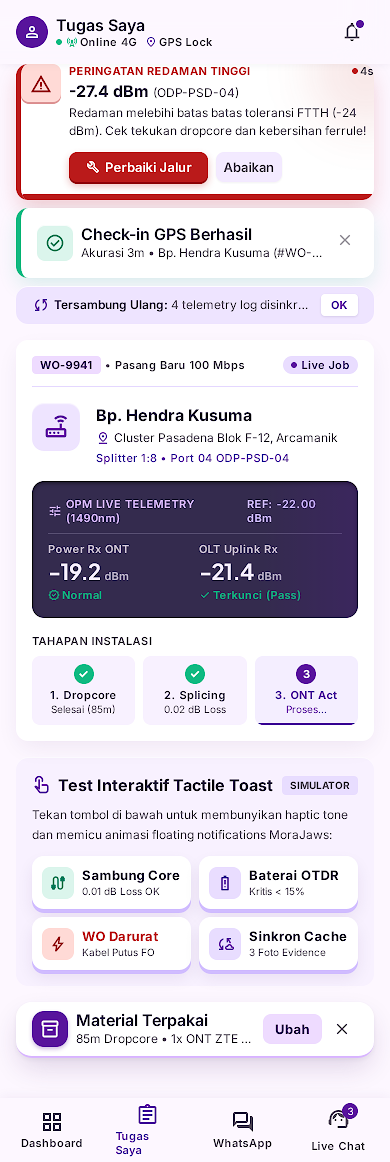 Tugas Saya
Online 4G GPS Lock
PERINGATAN REDAMAN TINGGI 4s
-27.4 dBm (ODP-PSD-04)
Redaman melebihi batas batas toleransi FTTH (-24
dBm). Cek tekukan dropcore dan kebersihan ferrule!
Perbaiki Jalur Abaikan
Check-in GPS Berhasil
Akurasi 3m • Bp. Hendra Kusuma (#WO-...
Tersambung Ulang: 4 telemetry log disinkr... OK
WO-9941 • Pasang Baru 100 Mbps Live Job
Bp. Hendra Kusuma
Cluster Pasadena Blok F-12, Arcamanik
Splitter 1:8 • Port 04 ODP-PSD-04
OPM LIVE TELEMETRY REF: -22.00
(1490nm) dBm
Power Rx ONT OLT Uplink Rx
-19.2 dBm -21.4 dBm
Normal Terkunci (Pass)
TAHAPAN INSTALASI
3
1. Dropcore 2. Splicing 3. ONT Act
Selesai (85m) 0.02 dB Loss Proses...
Test Interaktif Tactile Toast SIMULATOR
Tekan tombol di bawah untuk membunyikan haptic tone
dan memicu animasi floating notifications MoraJaws:
Sambung Core Baterai OTDR
0.01 dB Loss OK Kritis < 15%
WO Darurat Sinkron Cache
Kabel Putus FO 3 Foto Evidence
Material Terpakai
85m Dropcore • 1x ONT ZTE ... Ubah
3
Dashboard Tugas Saya WhatsApp Live Chat